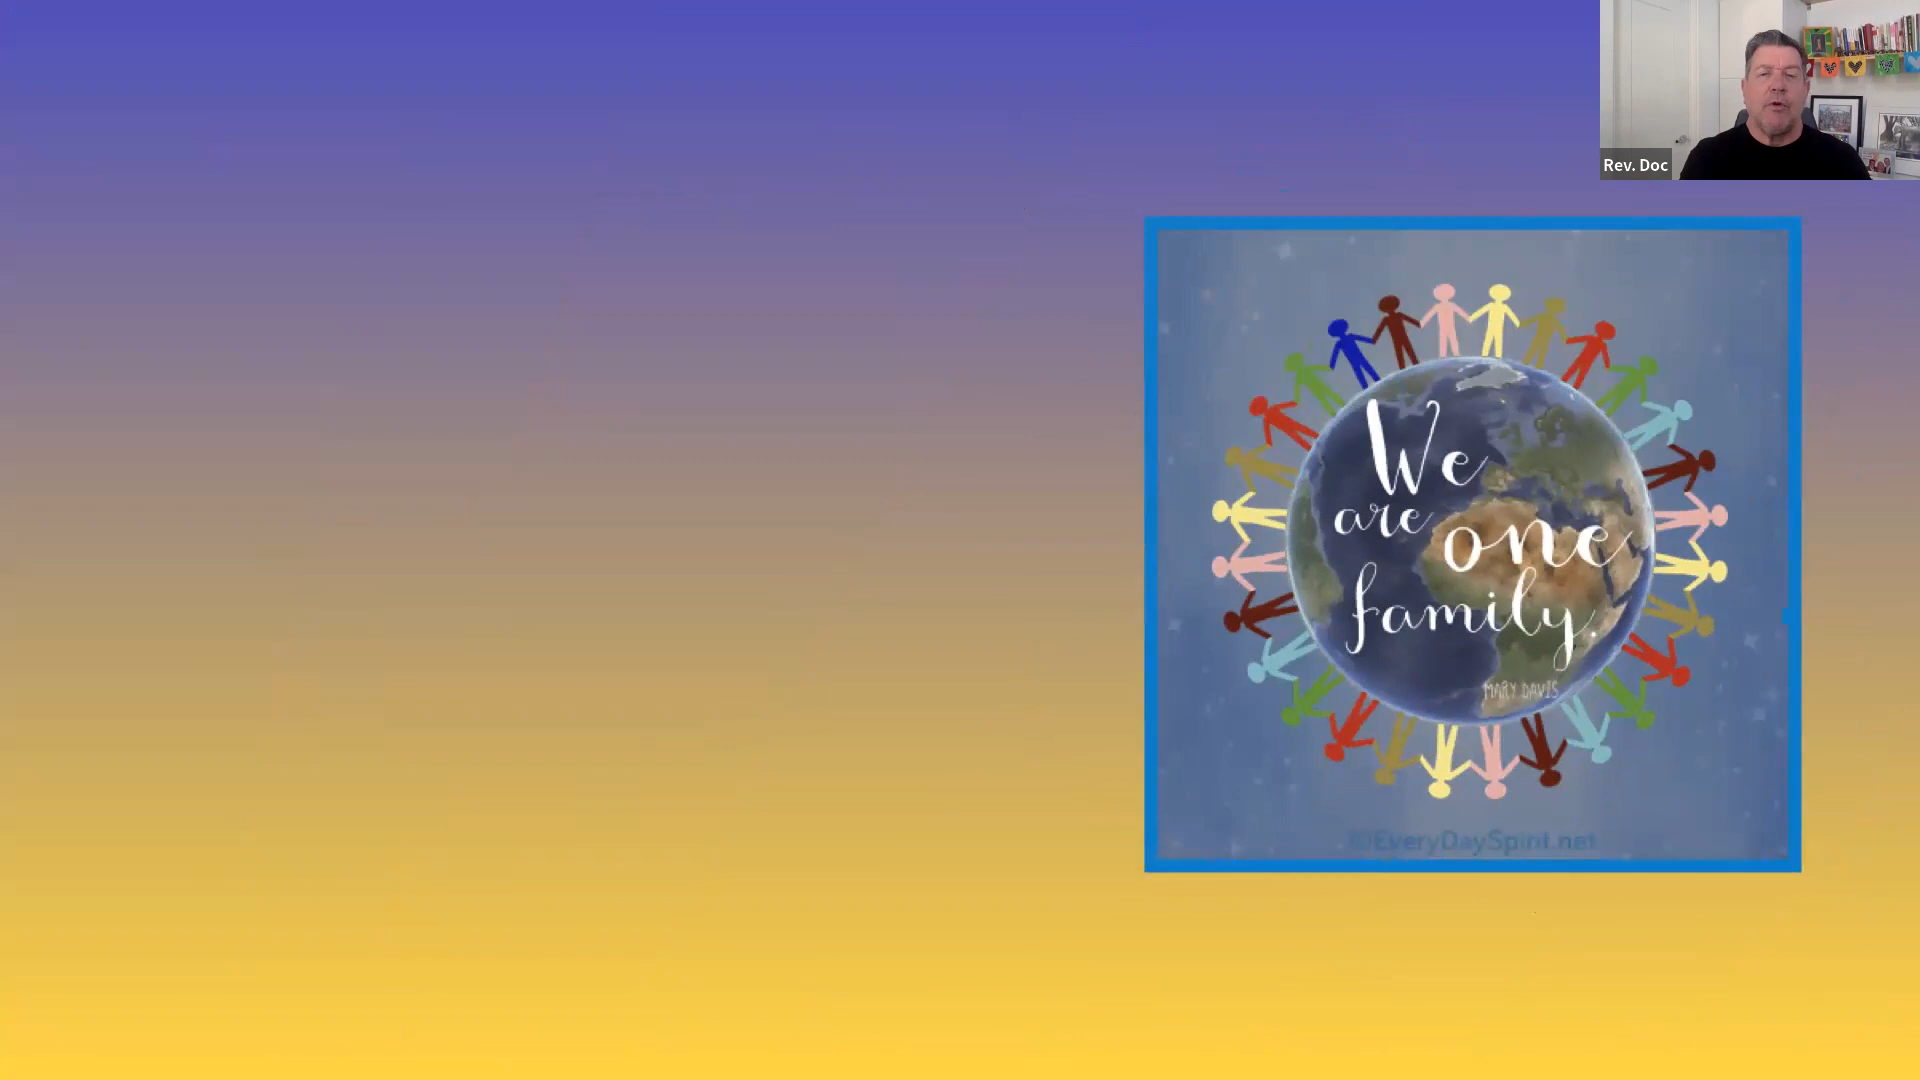 Rev. Doc
We
are one
family.
MARY DAVIS
©EveryDaySpirit.net